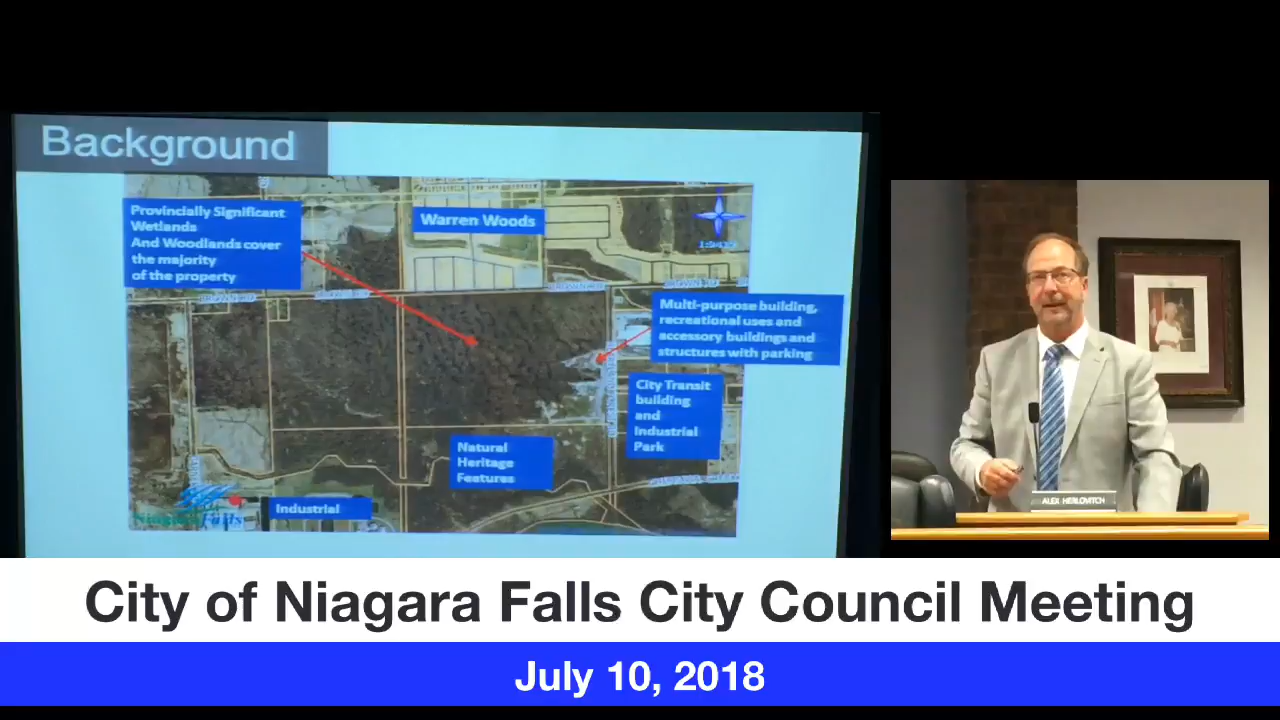 Background
Provincially Significant
Wetlands
And Woodlands cover
the majority
of the property
Warren Woods
Multi-purpose building,
recreational uses and
accessory buildings and
structures with parking
City Transit
building
and
Industrial
Park
Natural
Heritage
Features
Industrial
Niagara Falls
ALEX HERLOVITCH
City of Niagara Falls City Council Meeting
July 10, 2018